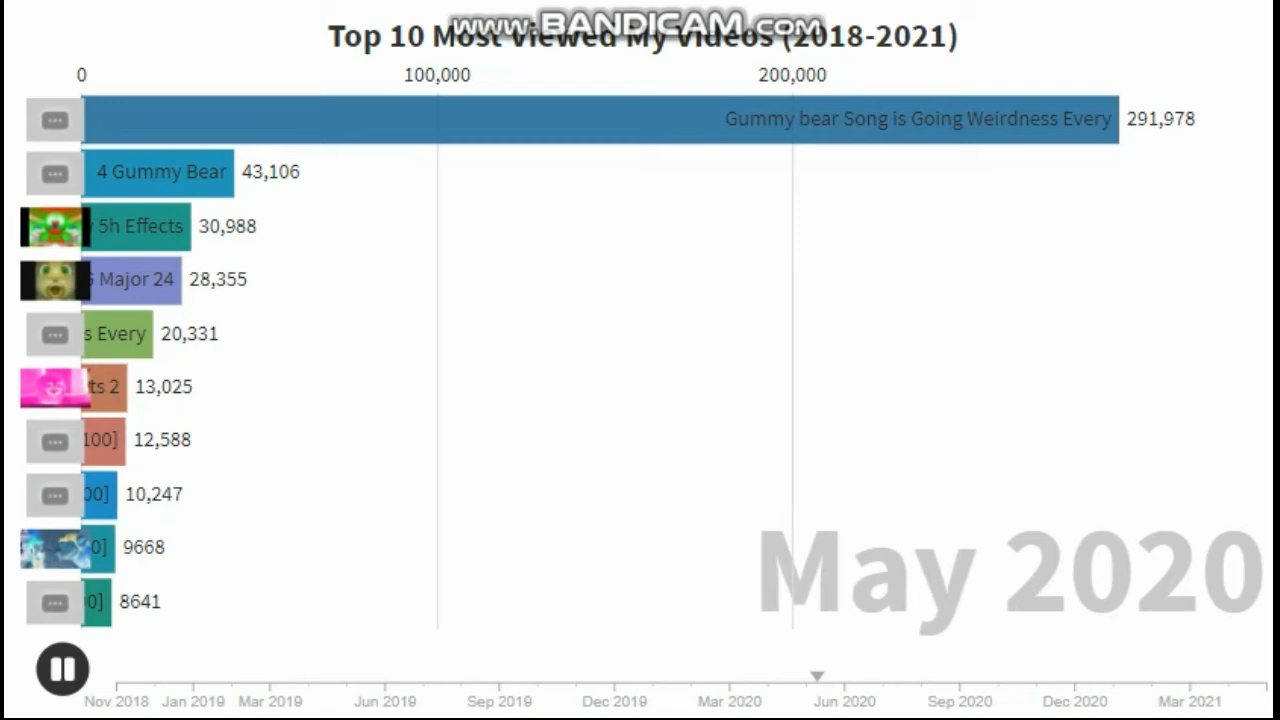 www.BANDICAM.com
Top 10 Most Viewed My Videos (2018-2021)
0 100,000 200,000
Gummy bear Song is Going Weirdness Every 291,978
4 Gummy Bear 43,106
5h Effects 30,988
G Major 24 28,355
s Every 20,331
ts 2 13,025
100] 12,588
00] 10,247
0] 9668
00] 8641
May 2020
Nov 2018 Jan 2019 Mar 2019 Jun 2019 Sep 2019 Dec 2019 Mar 2020 Jun 2020 Sep 2020 Dec 2020 Mar 2021